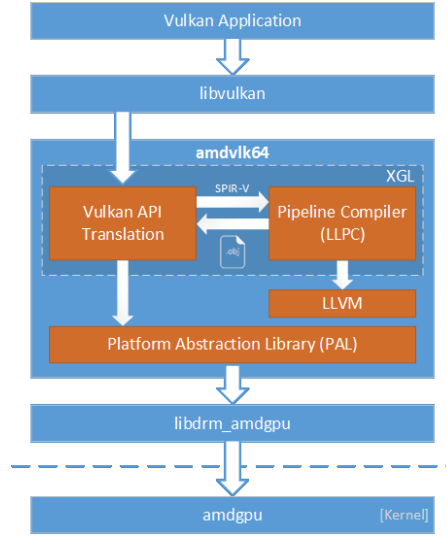 Vulkan Application
libvulkan
amdvlk64
XGL
Vulkan API
Translation
SPIR-V
.obj
Pipeline Compiler
(LLPC)
LLVM
Platform Abstraction Library (PAL)
libdrm_amdgpu
amdgpu
[Kernel]